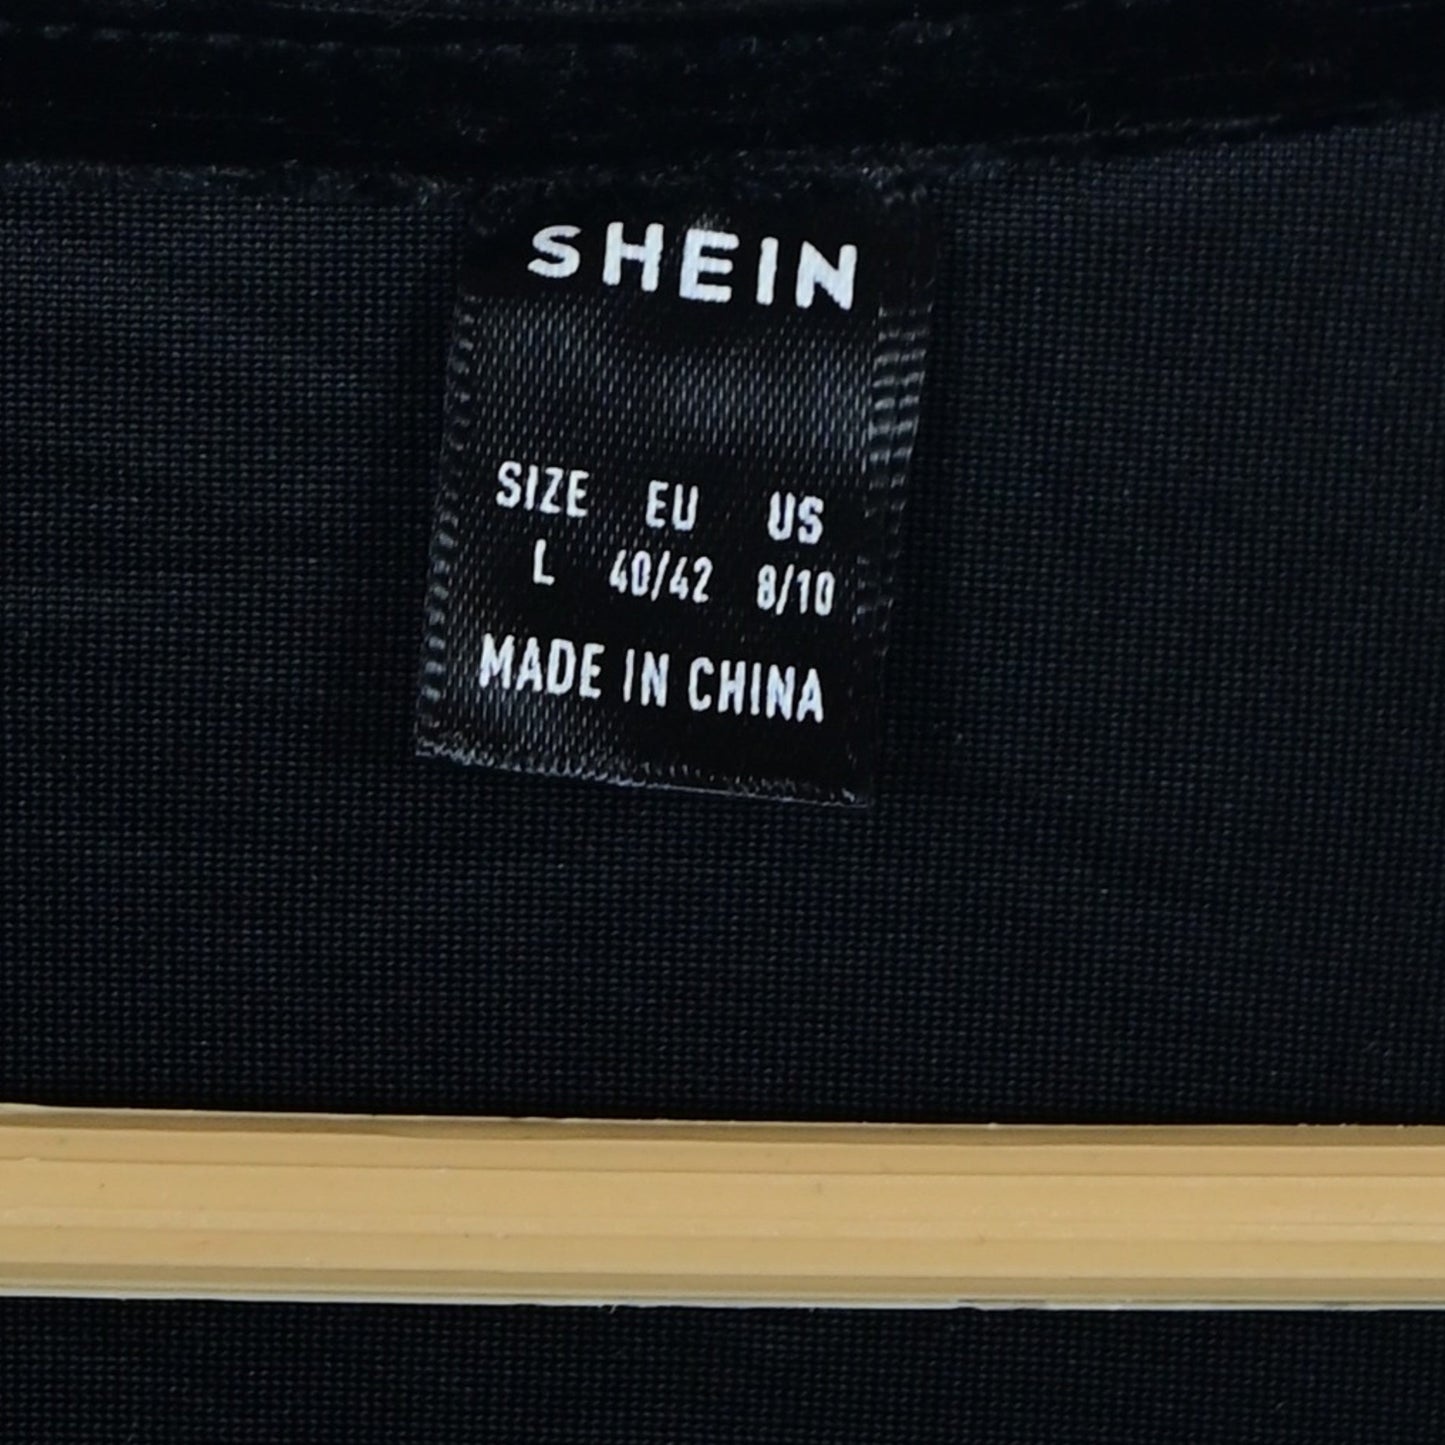 SHEIN
SIZE EU US
L 40/42 8/10
MADE IN CHINA